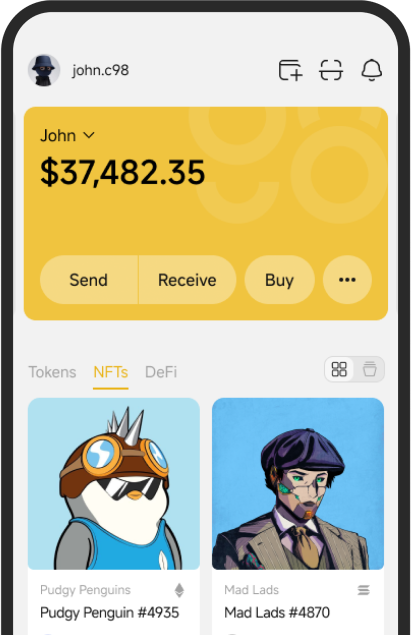 john.c98
John
$37,482.35
Send Receive Buy
Tokens NFTs DeFi
Pudgy Penguins Mad Lads
Pudgy Penguin #4935 Mad Lads #4870